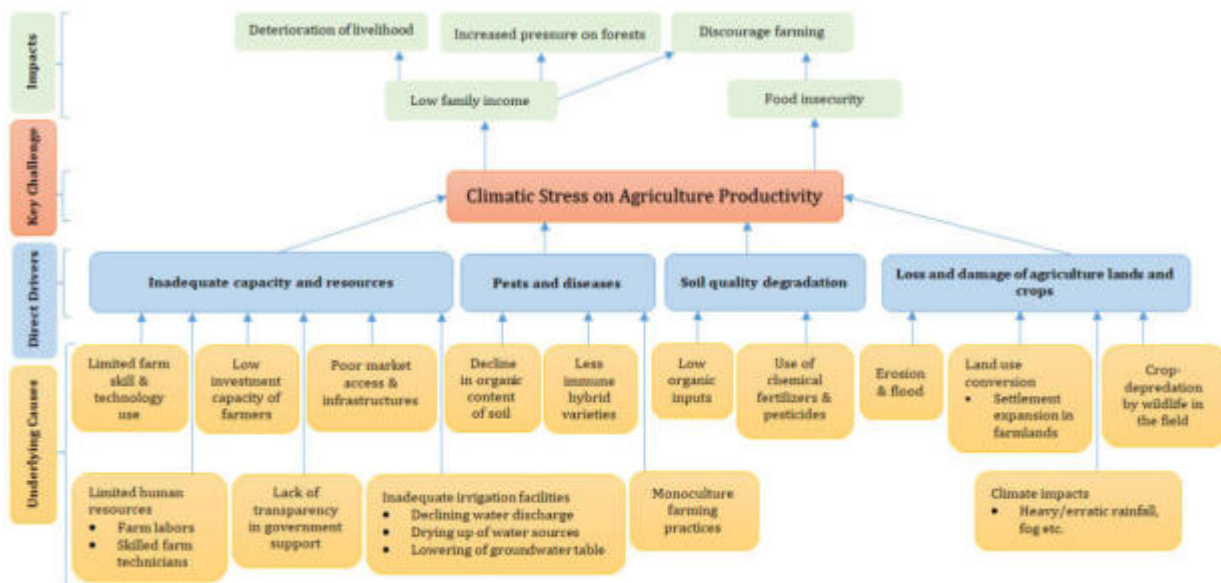 Impacts
Deterioration of livelihood
Increased pressure on forests
Discourage farming
Low family income
Food insecurity
Key Challenge
Climatic Stress on Agriculture Productivity
Direct Drivers
Inadequate capacity and resources
Pests and diseases
Soil quality degradation
Loss and damage of agriculture lands and
crops
Underlying Causes
Limited farm
skill &
technology
use
Low
investment
capacity of
farmers
Poor market
access &
infrastructures
Decline
in organic
content
of soil
Less
immune
hybrid
varieties
Low
organic
inputs
Use of
chemical
fertilizers &
pesticides
Erosion
& flood
Land use
conversion
• Settlement
expansion in
farmlands
Crop-
depredation
by wildlife in
the field
Limited human
resources
• Farm labors
• Skilled farm
technicians
Lack of
transparency
in government
support
Inadequate irrigation facilities
• Declining water discharge
• Drying up of water sources
• Lowering of groundwater table
Monoculture
farming
practices
Climate impacts
• Heavy/erratic rainfall,
fog etc.